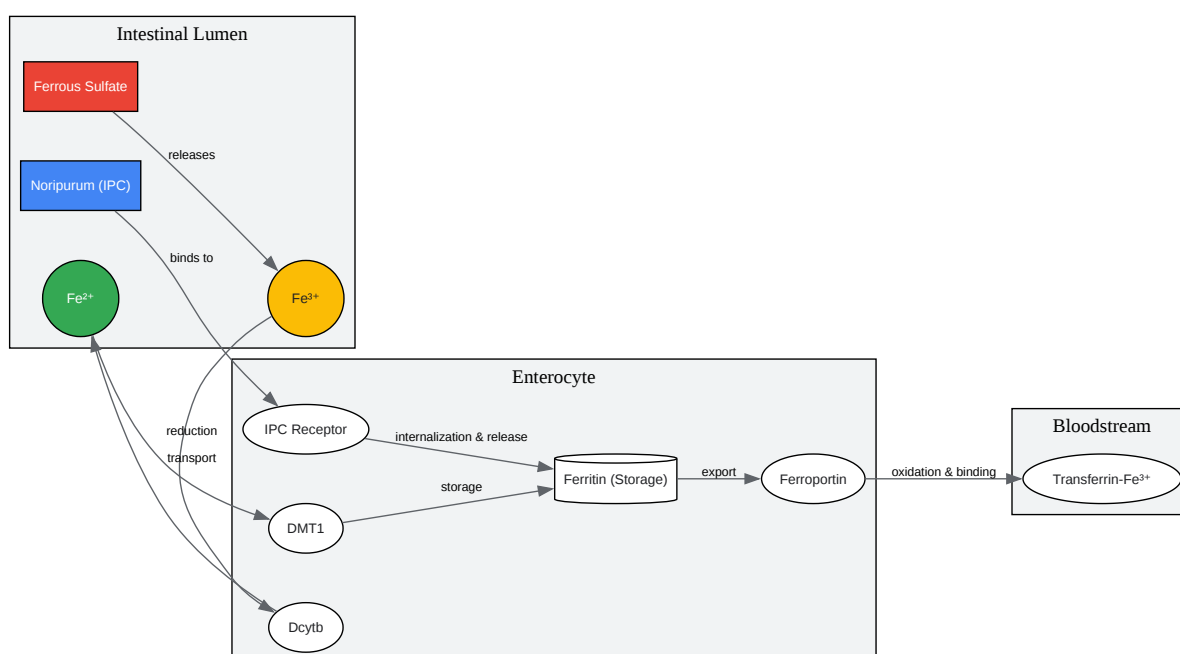 Intestinal Lumen
Ferrous Sulfate
releases
Noripurum (IPC)
binds to
Fe²⁺
Fe³⁺
Enterocyte
IPC Receptor
reduction
transport
internalization & release
storage
Ferritin (Storage)
export
Ferroportin
oxidation & binding
Bloodstream
Transferrin-Fe³⁺
DMT1
Dcytb